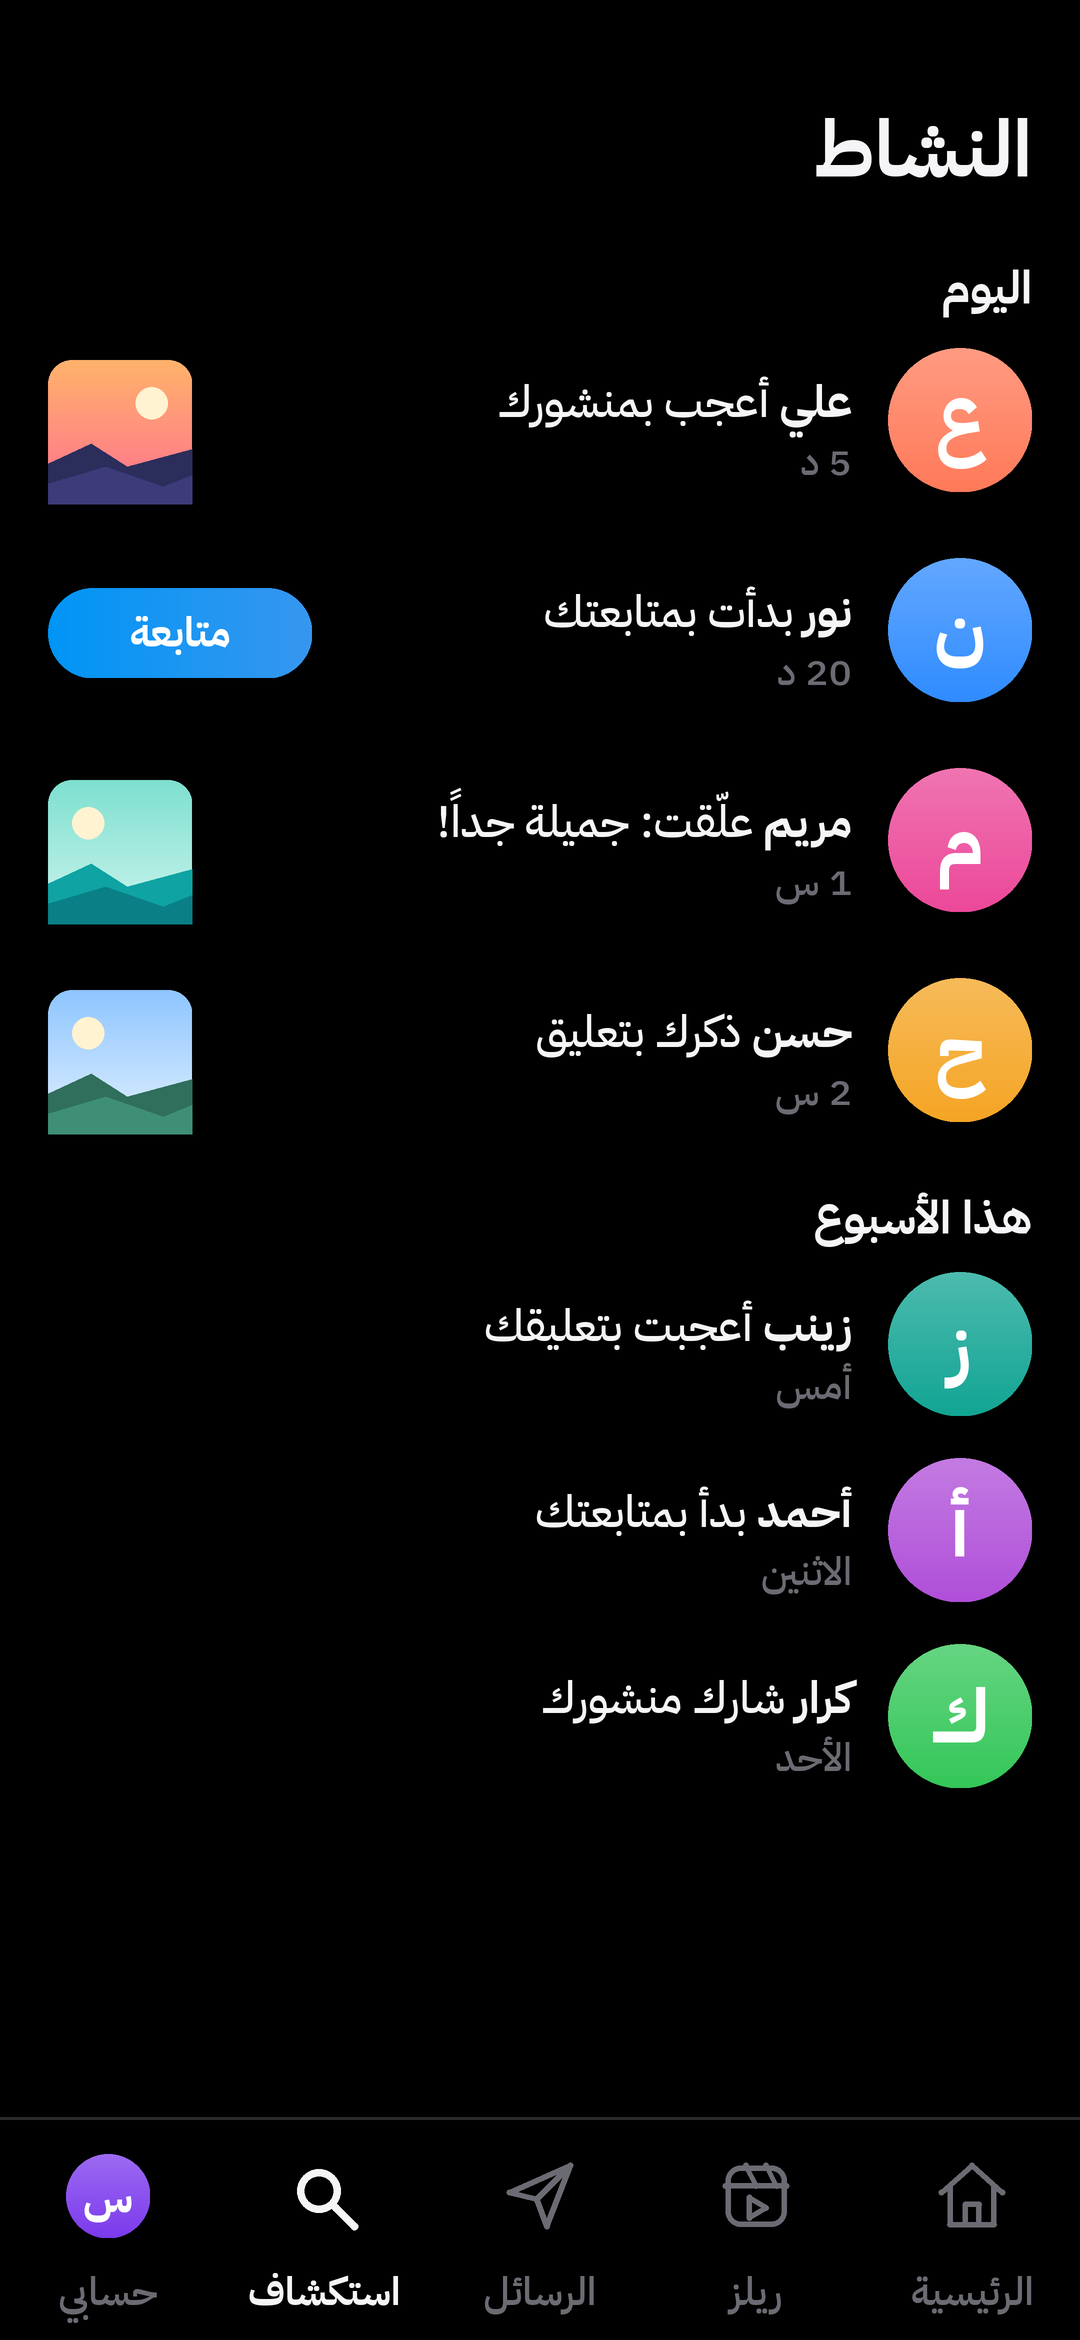 النشاط
اليوم
ع
علي أعجب بمنشورك
5 د
ن
نور بدأت بمتابعتك
20 د
متابعة
م
مريم علّقت: جميلة جداً!
1 س
ح
حسن ذكرك بتعليق
2 س
هذا الأسبوع
ز
زينب أعجبت بتعليقك
أمس
أ
أحمد بدأ بمتابعتك
الاثنين
ك
كرار شارك منشورك
الأحد
الرئيسية
ريلز
الرسائل
استكشاف
س
حسابي